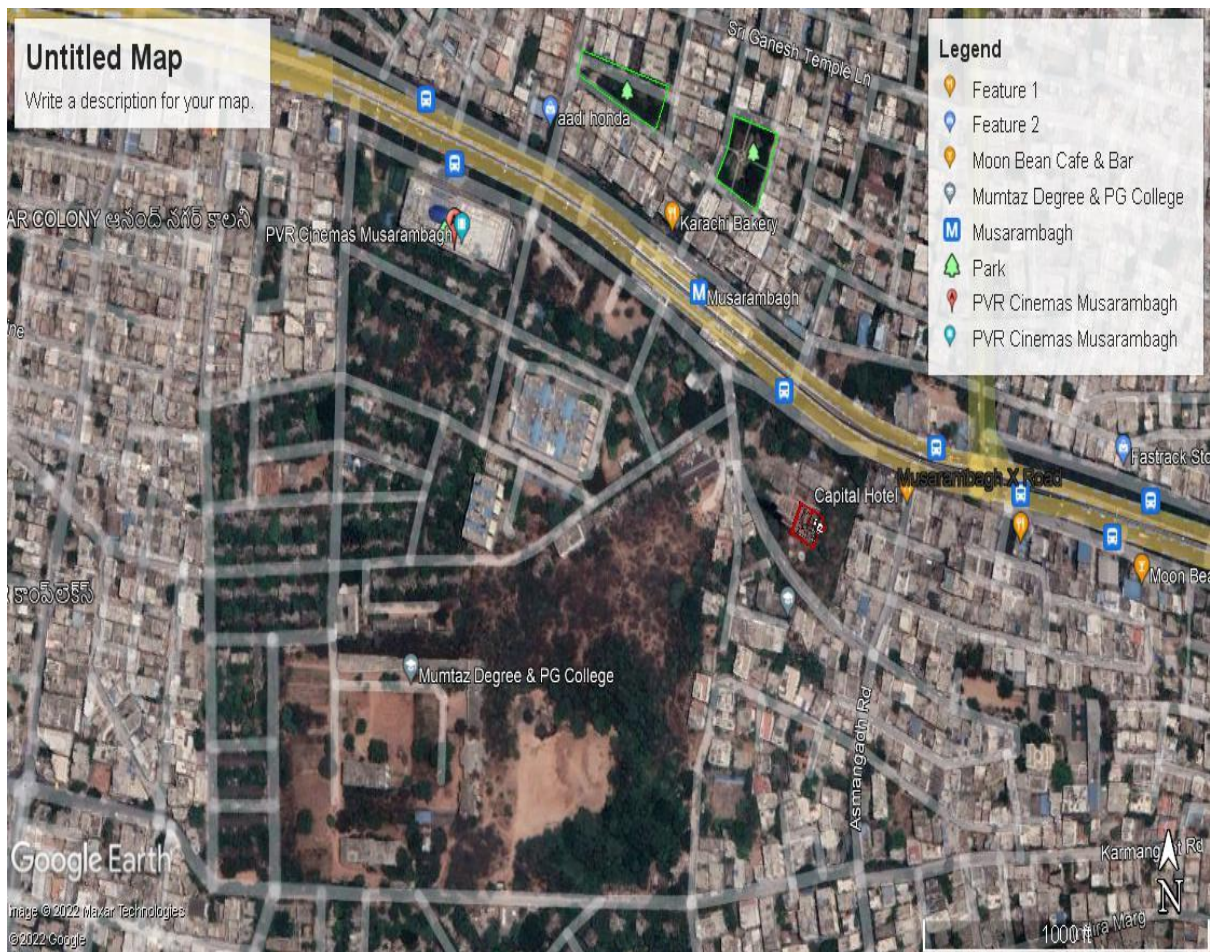 Untitled Map
Write a description for your map.
Legend
Feature 1
Feature 2
Moon Bean Cafe & Bar
Mumtaz Degree & PG College
M Musarambagh
Park
PVR Cinemas Musarambagh
PVR Cinemas Musarambagh
Sri Ganesh Temple Ln
aadi honda
AR COLONY ఆనంద్ నగర్ కాలనీ
PVR Cinemas Musarambagh
Karachi Bakery
M Musarambagh
Fastrack Sto
Musarambagh X Road
Capital Hotel
Moon Bea
కాంప్లెక్స్
Mumtaz Degree & PG College
Asmangadh Rd
Google Earth
Image © 2022 Maxar Technologies
©2022 Google
N
1000 ft